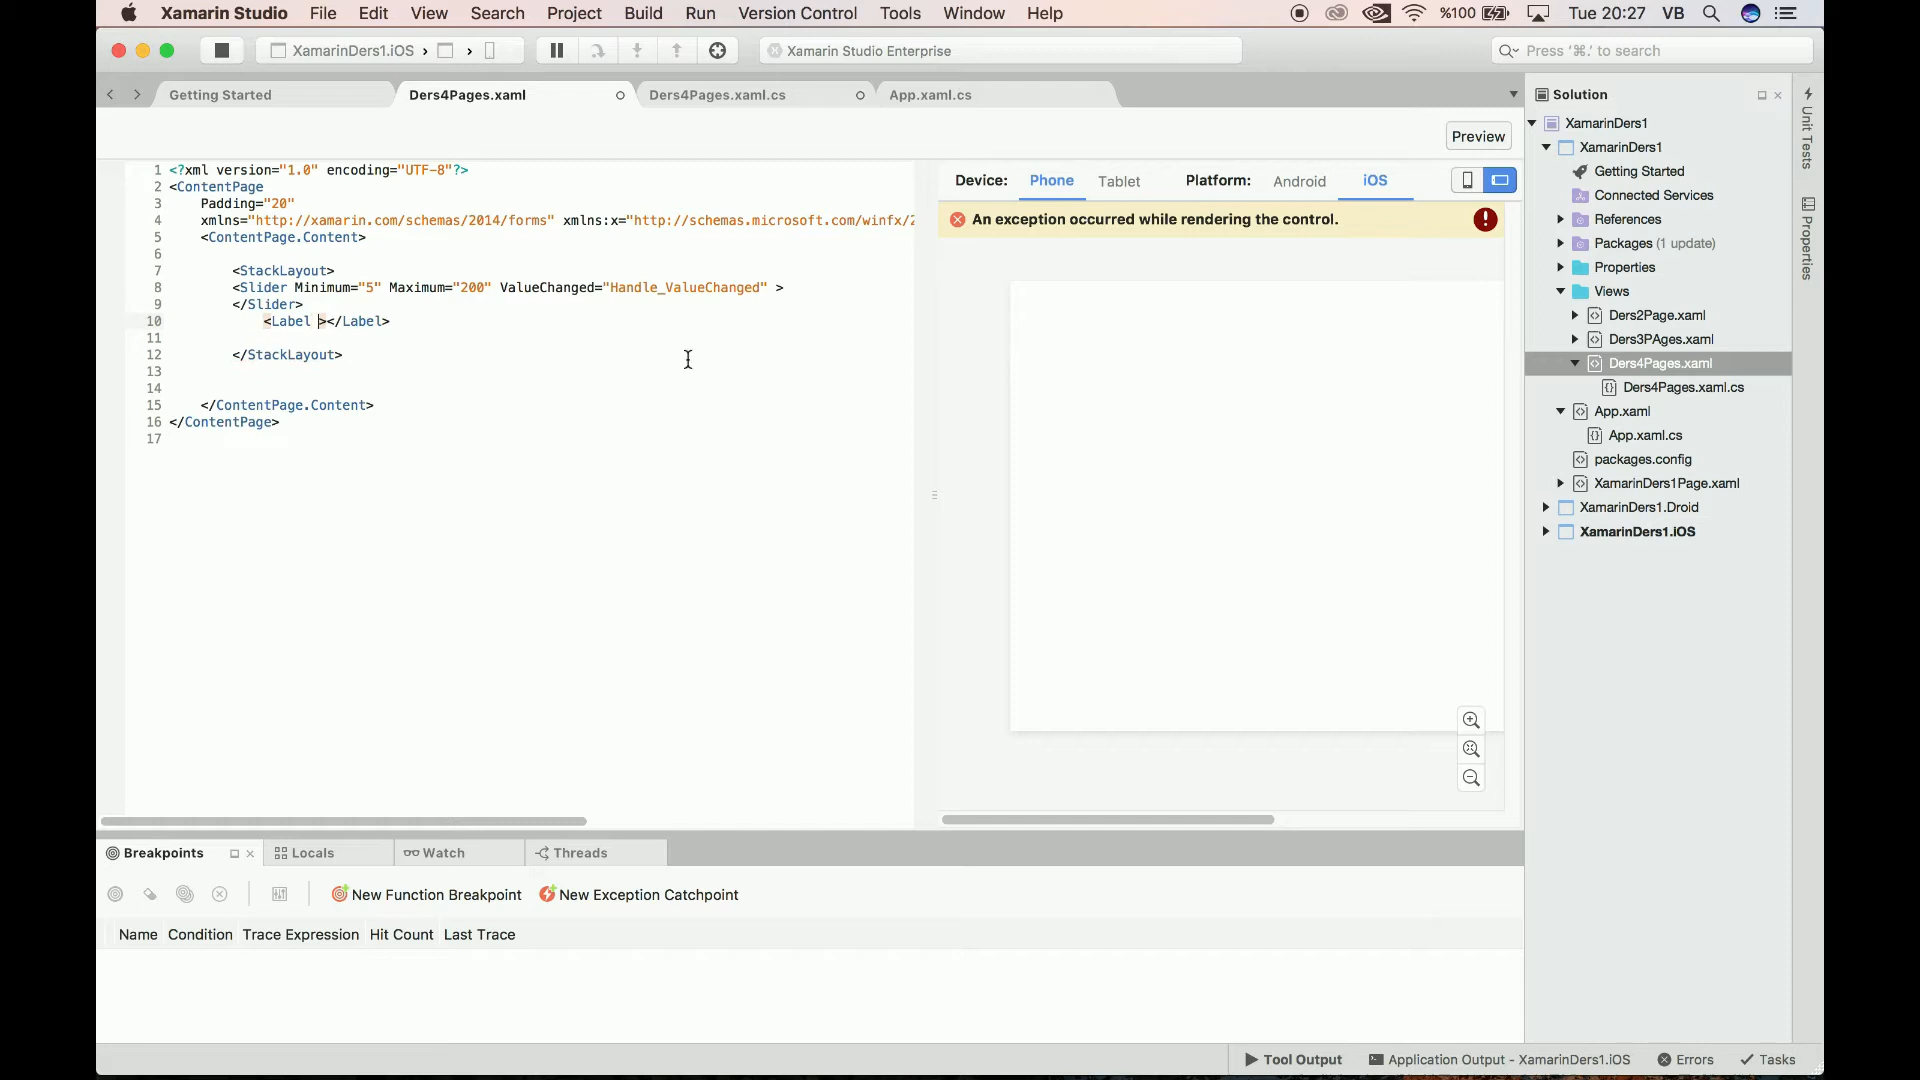 Xamarin Studio File Edit View Search Project Build Run Version Control Tools Window Help %100 Tue 20:27 VB
XamarinDers1.iOS Xamarin Studio Enterprise Press ‘⌘.’ to search
Getting Started Ders4Pages.xaml Ders4Pages.xaml.cs App.xaml.cs
Preview
1 <?xml version="1.0" encoding="UTF-8"?>
2 <ContentPage
3 Padding="20"
4 xmlns="http://xamarin.com/schemas/2014/forms" xmlns:x="http://schemas.microsoft.com/winfx/2
5 <ContentPage.Content>
6
7 <StackLayout>
8 <Slider Minimum="5" Maximum="200" ValueChanged="Handle_ValueChanged" >
9 </Slider>
10 <Label ></Label>
11
12 </StackLayout>
13
14
15 </ContentPage.Content>
16 </ContentPage>
17
Device: Phone Tablet Platform: Android iOS
An exception occurred while rendering the control.
Solution
XamarinDers1
XamarinDers1
Getting Started
Connected Services
References
Packages (1 update)
Properties
Views
Ders2Page.xaml
Ders3PAges.xaml
Ders4Pages.xaml
Ders4Pages.xaml.cs
App.xaml
App.xaml.cs
packages.config
XamarinDers1Page.xaml
XamarinDers1.Droid
XamarinDers1.iOS
Unit Tests
Properties
Breakpoints Locals Watch Threads
New Function Breakpoint New Exception Catchpoint
Name Condition Trace Expression Hit Count Last Trace
Tool Output Application Output - XamarinDers1.iOS Errors Tasks